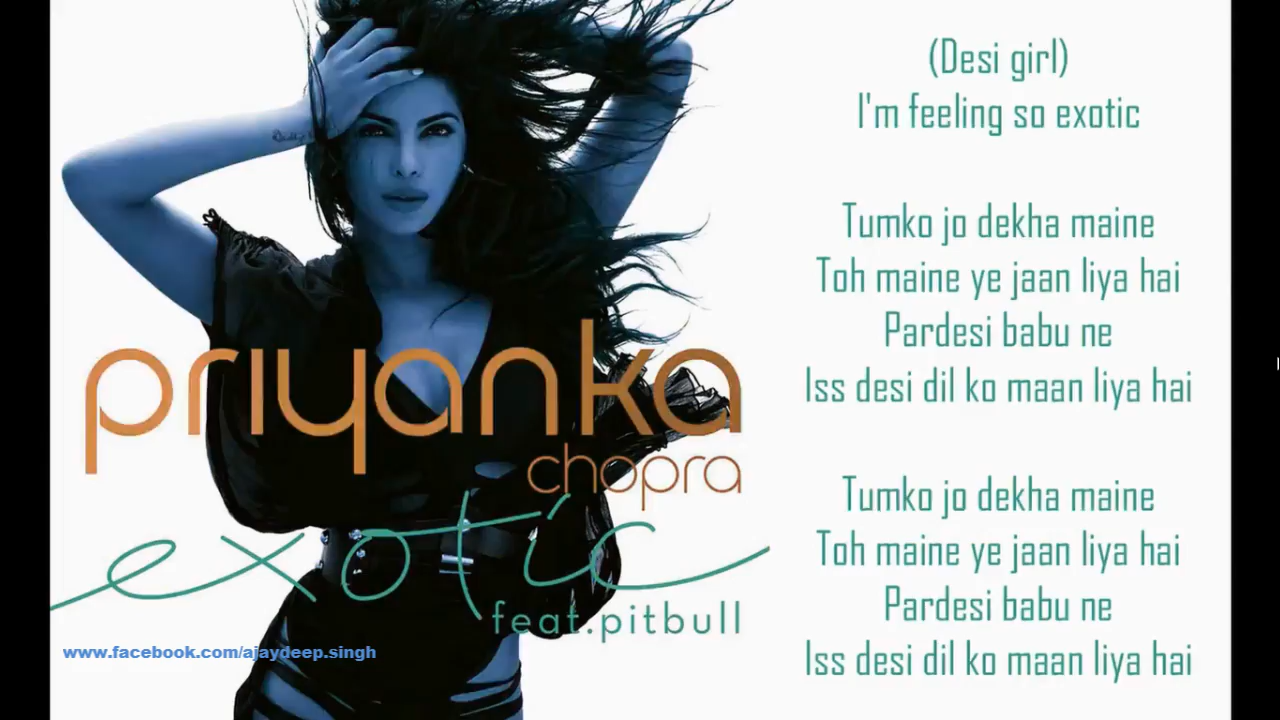 priyanka
chopra
exotic
feat.pitbull
www.facebook.com/ajaydeep.singh
(Desi girl)
I'm feeling so exotic
Tumko jo dekha maine
Toh maine ye jaan liya hai
Pardesi babu ne
Iss desi dil ko maan liya hai
Tumko jo dekha maine
Toh maine ye jaan liya hai
Pardesi babu ne
Iss desi dil ko maan liya hai